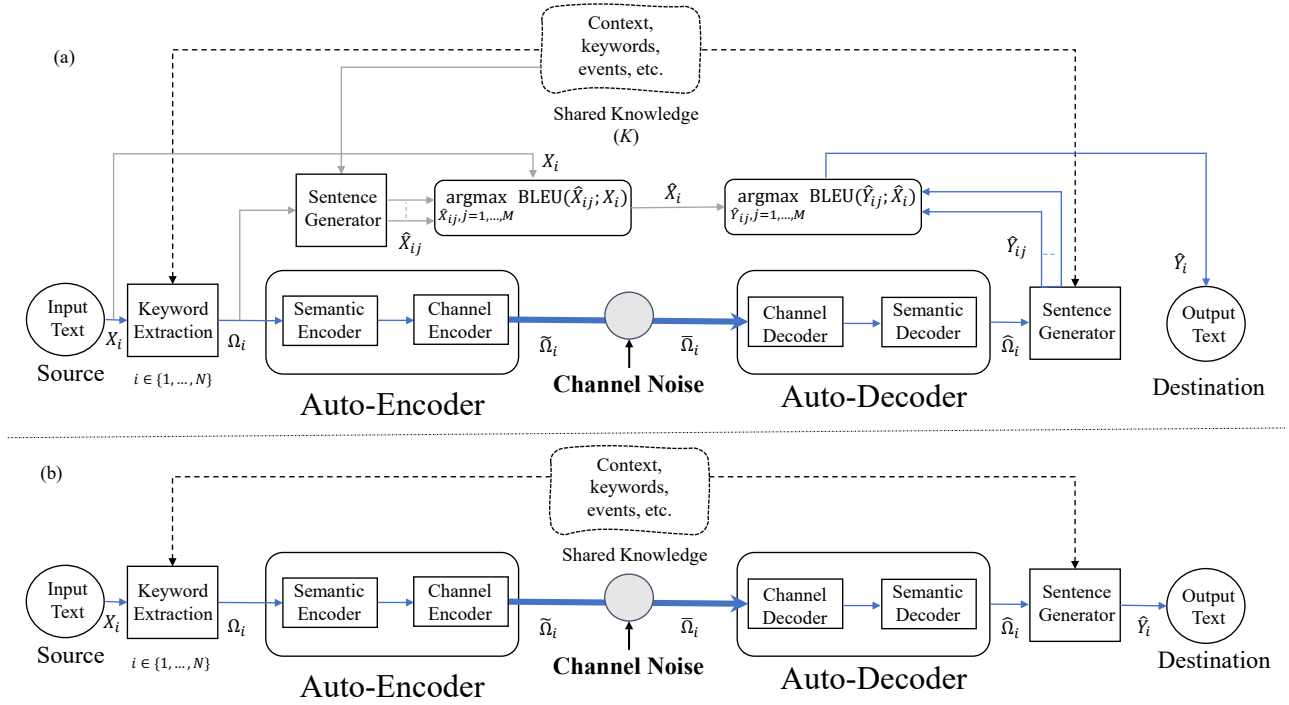 (a)
Context,
keywords,
events, etc.
Shared Knowledge
(K)
X_i
Sentence
Generator
X̂_ij
argmax BLEU(X̂_ij; X_i)
X̂_ij,j=1,…,M
X̂_i
argmax BLEU(Ŷ_ij; X̂_i)
Ŷ_ij,j=1,…,M
Ŷ_ij
Ŷ_i
Input
Text
X_i
Source
Keyword
Extraction
i ∈ {1, … , N}
Ω_i
Semantic
Encoder
Channel
Encoder
Auto-Encoder
Ω̃_i
Channel Noise
Ω̅_i
Channel
Decoder
Semantic
Decoder
Auto-Decoder
Ω̂_i
Sentence
Generator
Output
Text
Destination
(b)
Context,
keywords,
events, etc.
Shared Knowledge
Input
Text
X_i
Source
Keyword
Extraction
i ∈ {1, … , N}
Ω_i
Semantic
Encoder
Channel
Encoder
Auto-Encoder
Ω̃_i
Channel Noise
Ω̅_i
Channel
Decoder
Semantic
Decoder
Auto-Decoder
Ω̂_i
Sentence
Generator
Ŷ_i
Output
Text
Destination